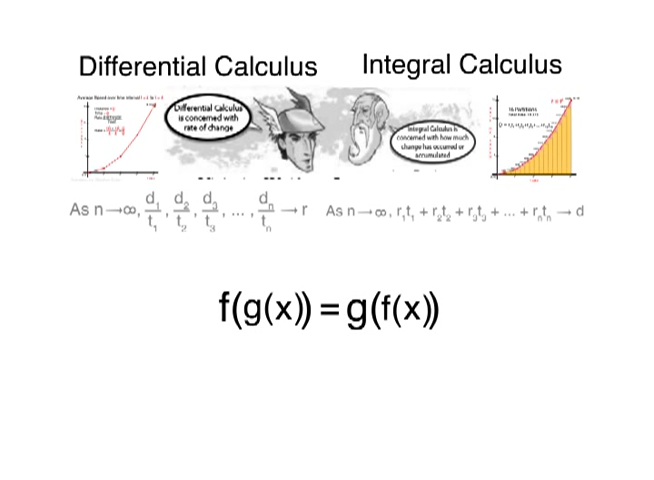 Differential Calculus
Integral Calculus
Differential Calculus
is concerned with
rate of change
Integral Calculus is
concerned with how much
change has occurred or
accumulated
As n→∞, d₁/t₁, d₂/t₂, d₃/t₃, ... , dₙ/tₙ → r
As n→∞, r₁t₁ + r₂t₂ + r₃t₃ + ... + rₙtₙ → d
f(g(x)) = g(f(x))